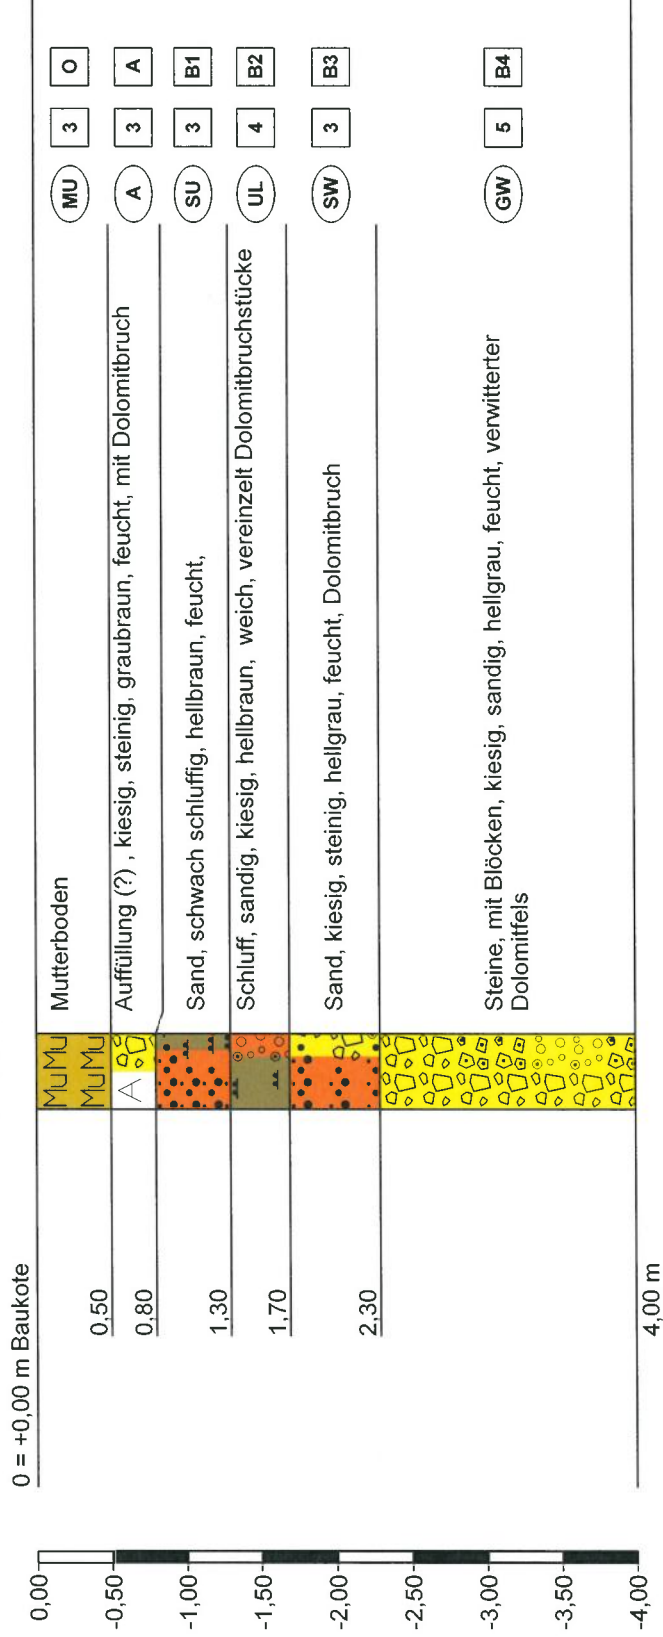 0 = +0,00 m Baukote
0,00
-0,50
-1,00
-1,50
-2,00
-2,50
-3,00
-3,50
-4,00
0,50
0,80
1,30
1,70
2,30
4,00 m
MuMu
MuMu
A
Mutterboden
MU 3 O
Auffüllung (?) , kiesig, steinig, graubraun, feucht, mit Dolomitbruch
A 3 A
Sand, schwach schluffig, hellbraun, feucht,
SU 3 B1
Schluff, sandig, kiesig, hellbraun, weich, vereinzelt Dolomitbruchstücke
UL 4 B2
Sand, kiesig, steinig, hellgrau, feucht, Dolomitbruch
SW 3 B3
Steine, mit Blöcken, kiesig, sandig, hellgrau, feucht, verwitterter
Dolomitfels
GW 5 B4